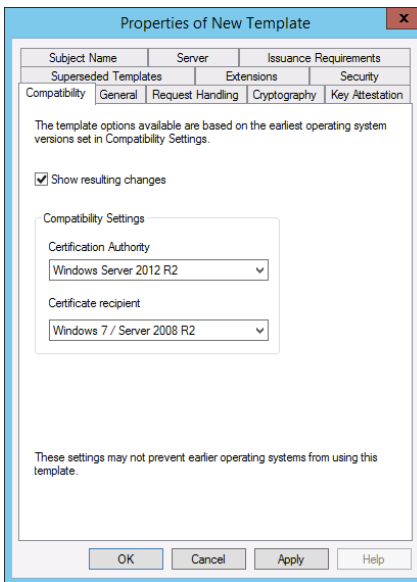 Properties of New Template
x
Subject Name Server Issuance Requirements
Superseded Templates Extensions Security
Compatibility General Request Handling Cryptography Key Attestation
The template options available are based on the earliest operating system
versions set in Compatibility Settings.
Show resulting changes
Compatibility Settings
Certification Authority
Windows Server 2012 R2
Certificate recipient
Windows 7 / Server 2008 R2
These settings may not prevent earlier operating systems from using this
template.
OK Cancel Apply Help